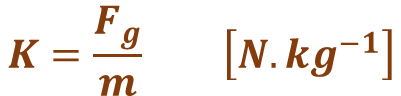 K = F_g / m [N.kg⁻¹]